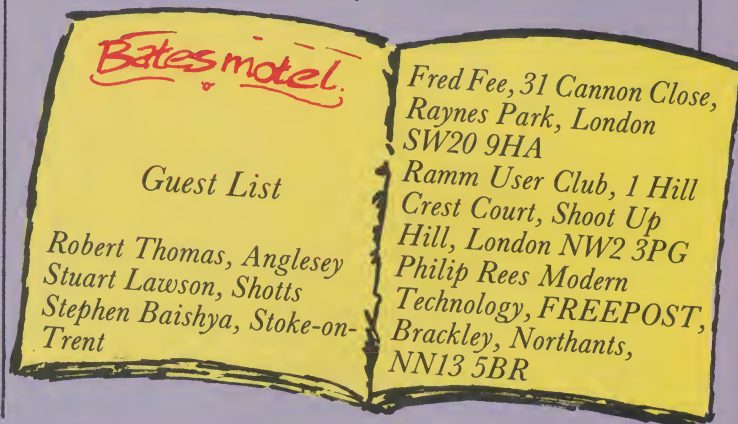 Bates motel.
Guest List
Robert Thomas, Anglesey
Stuart Lawson, Shotts
Stephen Baishya, Stoke-on-
Trent
Fred Fee, 31 Cannon Close,
Raynes Park, London
SW20 9HA
Ramm User Club, 1 Hill
Crest Court, Shoot Up
Hill, London NW2 3PG
Philip Rees Modern
Technology, FREEPOST,
Brackley, Northants,
NN13 5BR